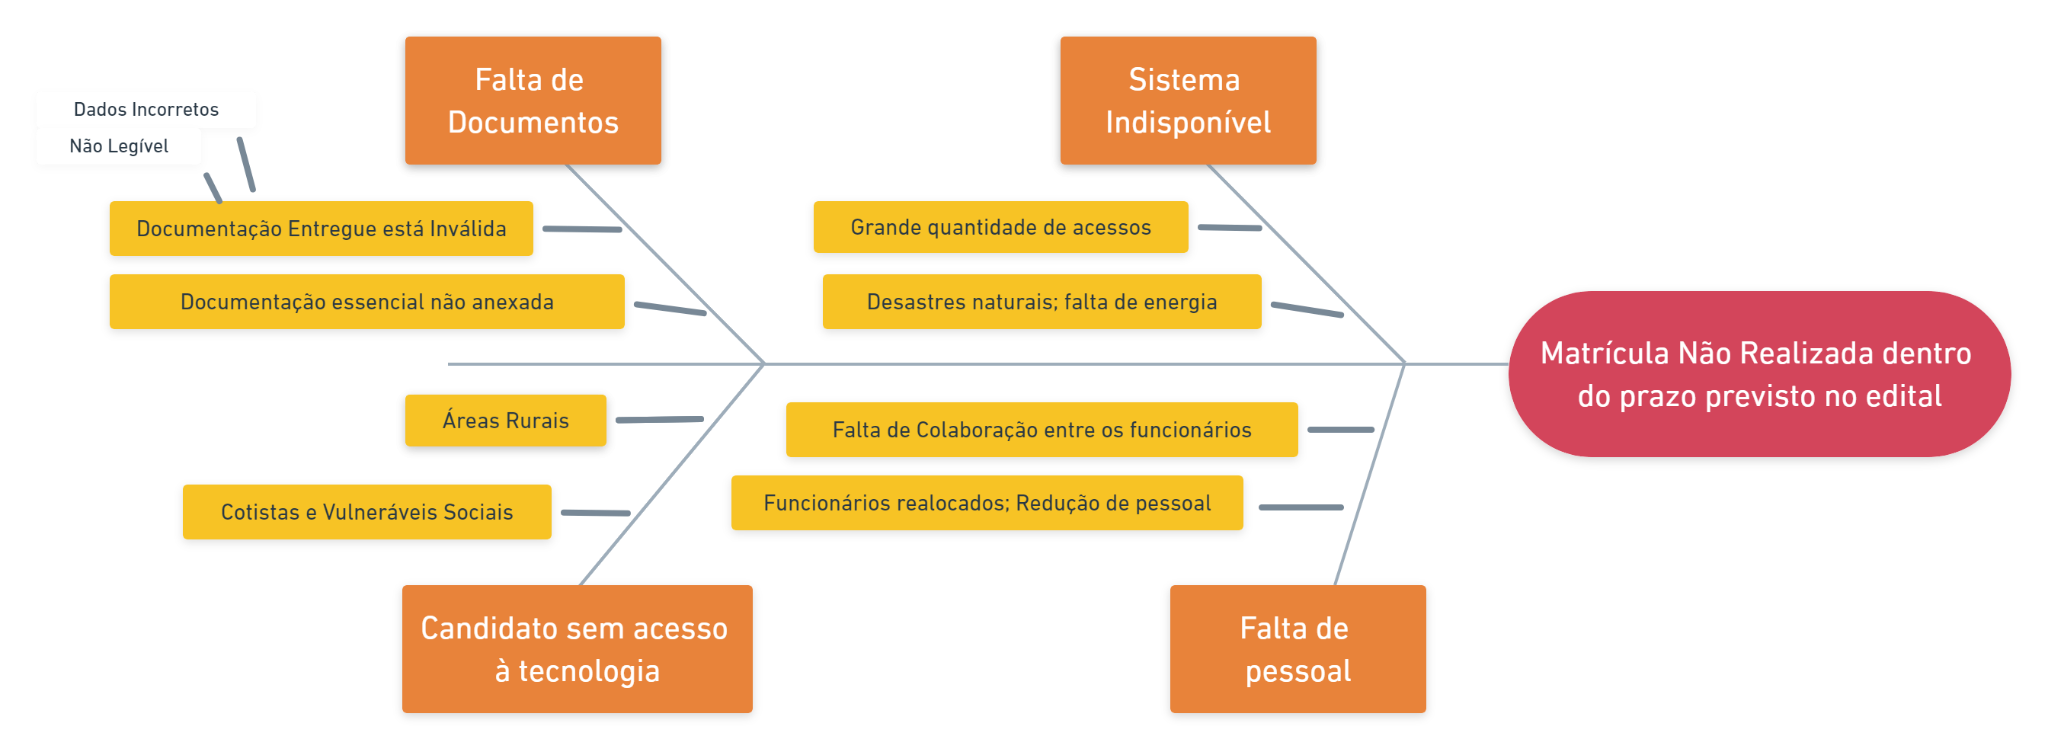 Falta de
Documentos
Sistema
Indisponível
Dados Incorretos
Não Legível
Documentação Entregue está Inválida
Grande quantidade de acessos
Documentação essencial não anexada
Desastres naturais; falta de energia
Matrícula Não Realizada dentro
do prazo previsto no edital
Áreas Rurais
Falta de Colaboração entre os funcionários
Cotistas e Vulneráveis Sociais
Funcionários realocados; Redução de pessoal
Candidato sem acesso
à tecnologia
Falta de
pessoal